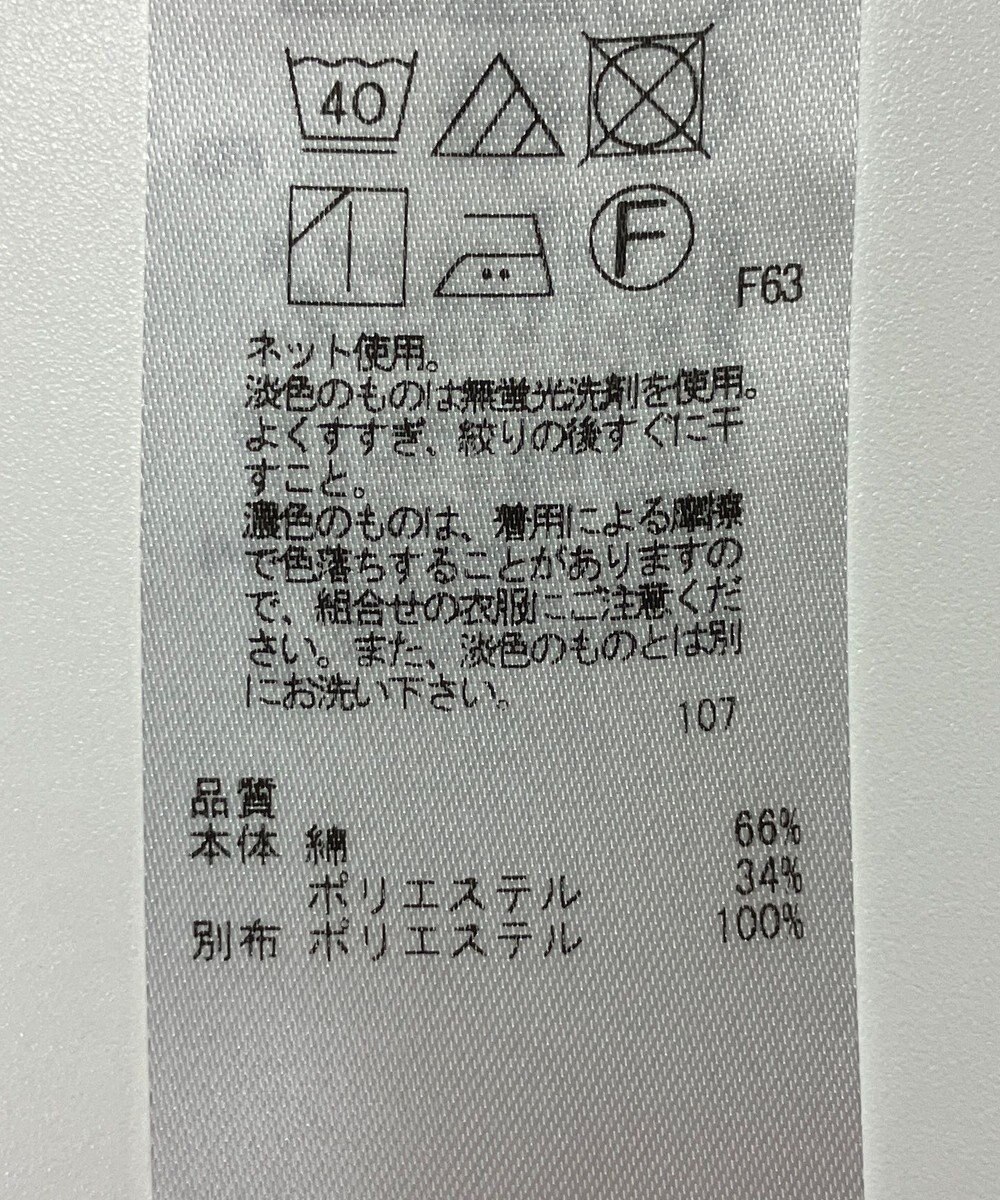 40
F
F63
ネット使用。
淡色のものは無蛍光洗剤を使用。
よくすすぎ、絞りの後すぐに干
すこと。
濃色のものは、着用による摩擦
で色落ちすることがありますの
で、組合せの衣服にご注意くだ
さい。また、淡色のものとは別
にお洗い下さい。
107
品質
本体 綿 66%
ポリエステル 34%
別布 ポリエステル 100%